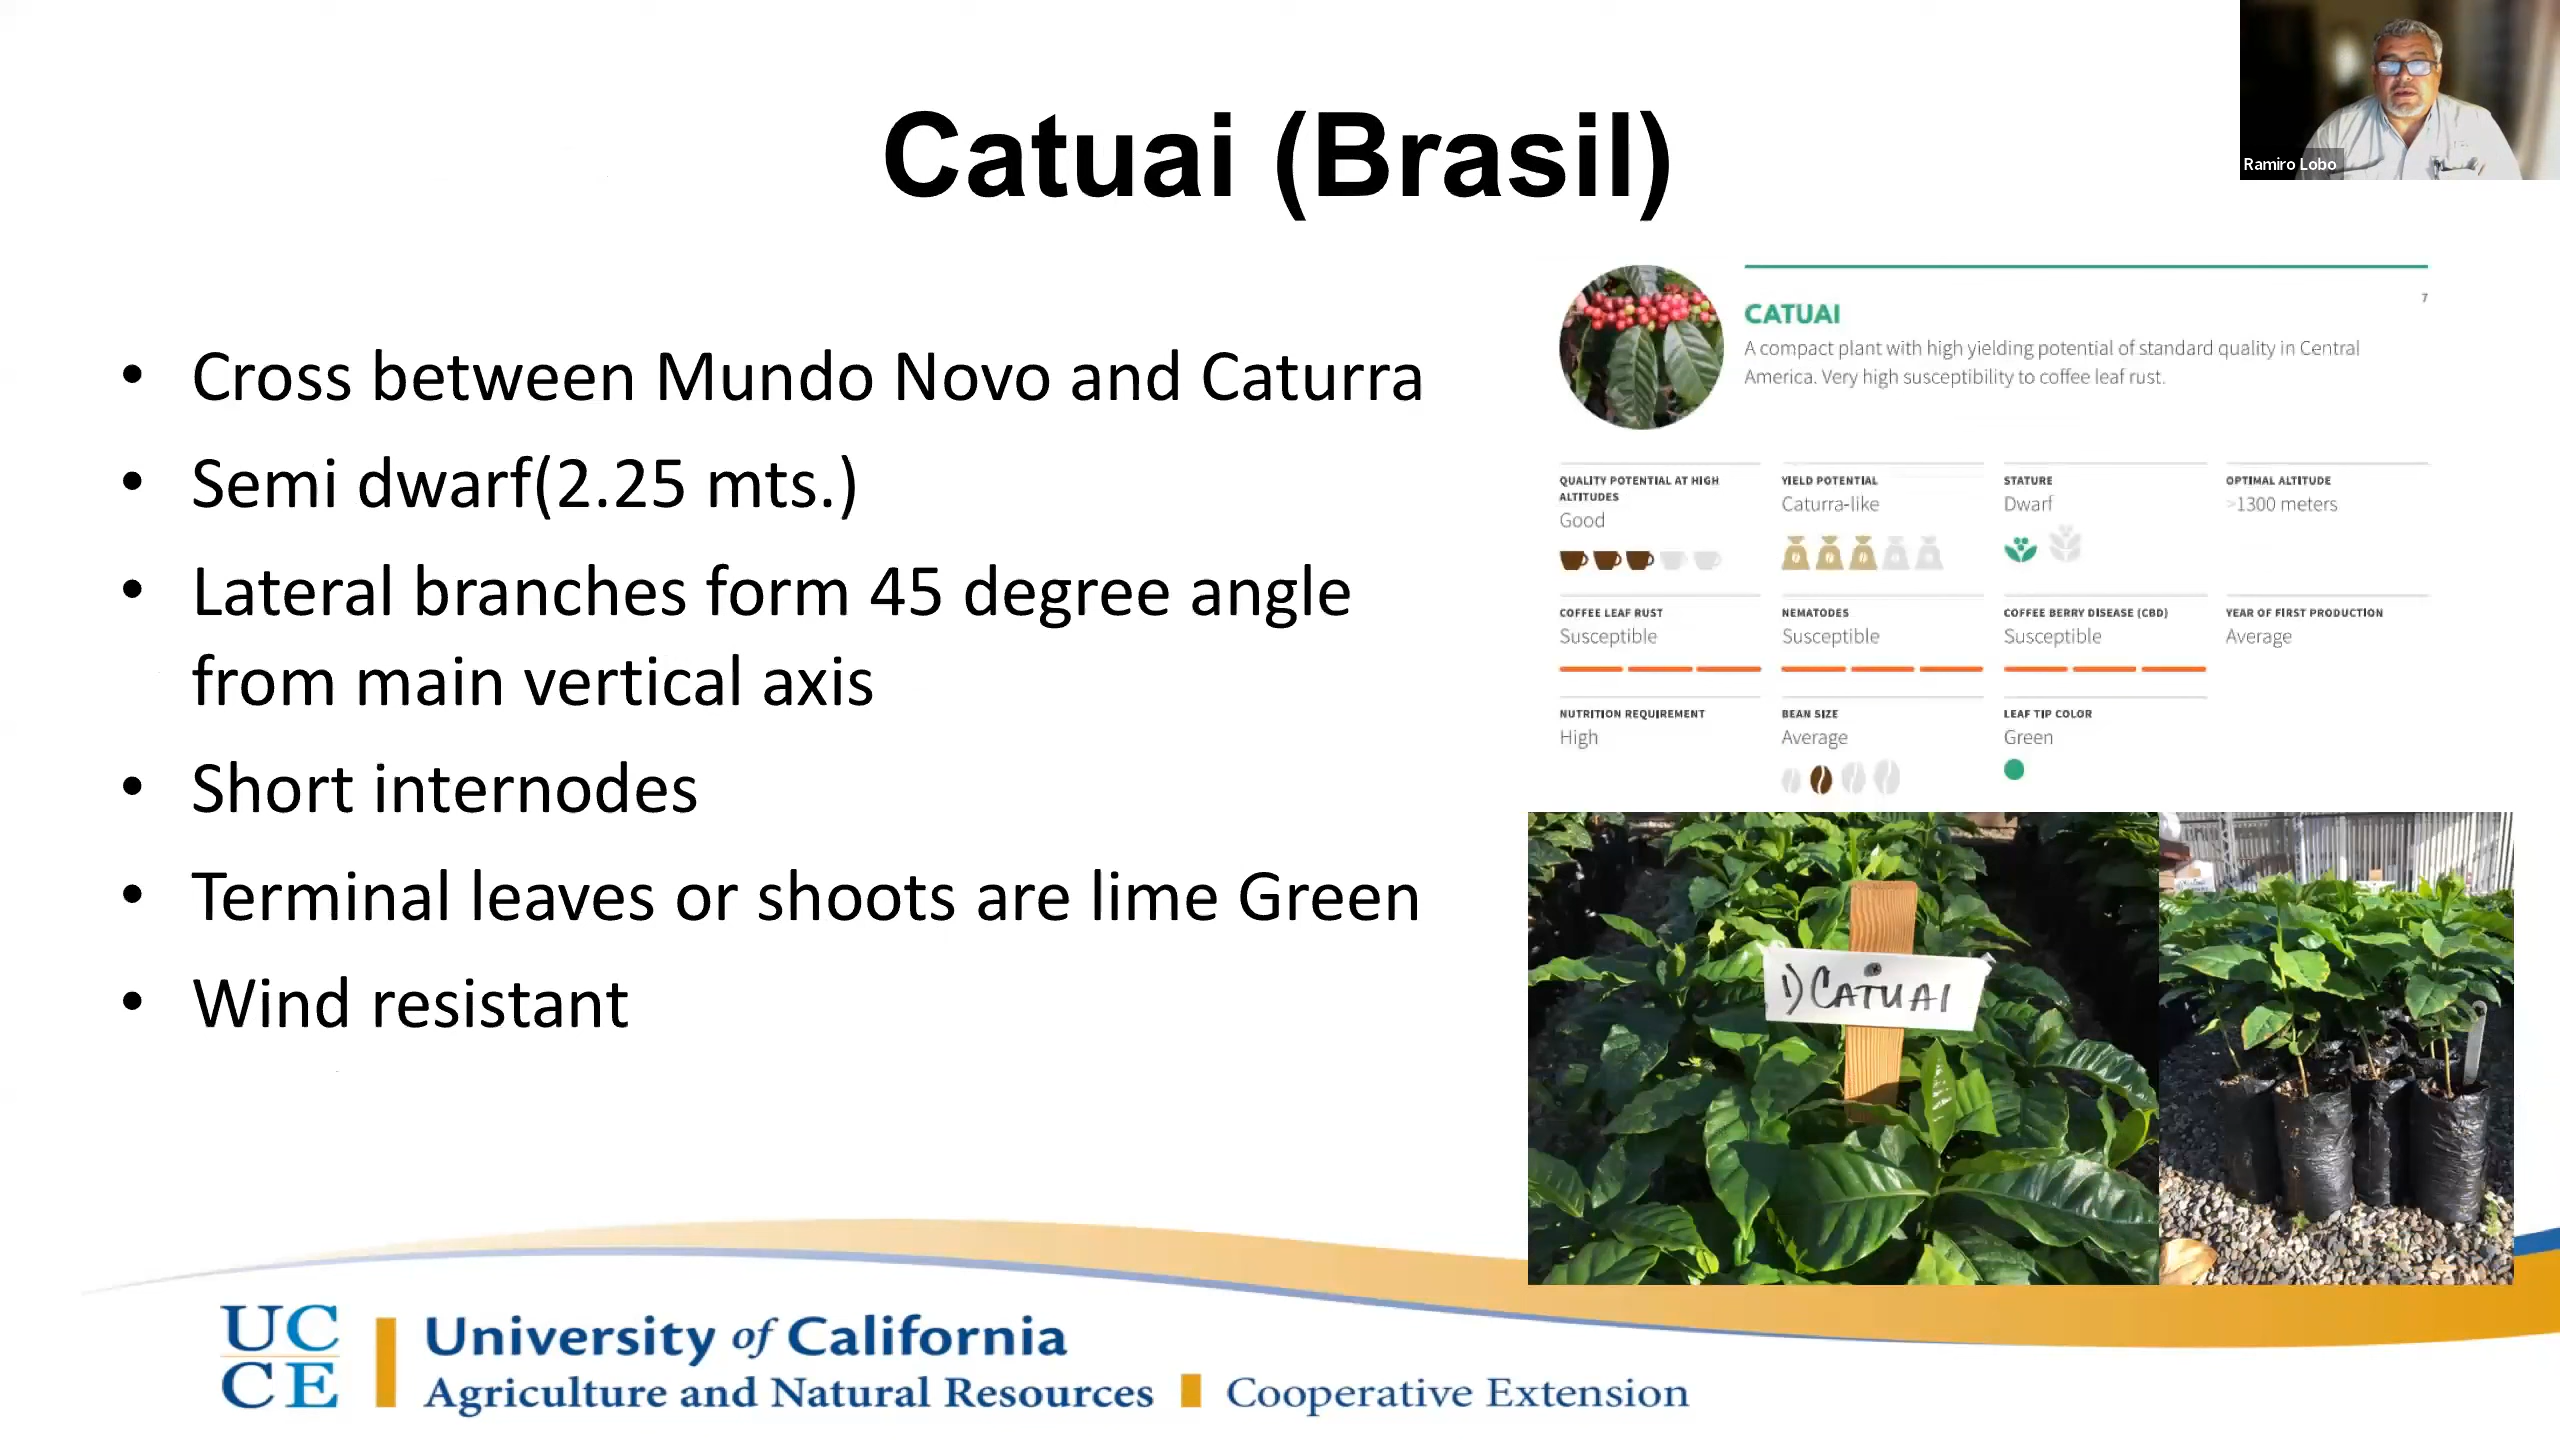 Catuai (Brasil)
Ramiro Lobo
• Cross between Mundo Novo and Caturra
• Semi dwarf(2.25 mts.)
• Lateral branches form 45 degree angle
from main vertical axis
• Short internodes
• Terminal leaves or shoots are lime Green
• Wind resistant
7
CATUAI
A compact plant with high yielding potential of standard quality in Central
America. Very high susceptibility to coffee leaf rust.
QUALITY POTENTIAL AT HIGH
ALTITUDES
Good
YIELD POTENTIAL
Caturra-like
STATURE
Dwarf
OPTIMAL ALTITUDE
>1300 meters
COFFEE LEAF RUST
Susceptible
NEMATODES
Susceptible
COFFEE BERRY DISEASE (CBD)
Susceptible
YEAR OF FIRST PRODUCTION
Average
NUTRITION REQUIREMENT
High
BEAN SIZE
Average
LEAF TIP COLOR
Green
1) CATUAI
UC
CE
University of California
Agriculture and Natural Resources
Cooperative Extension